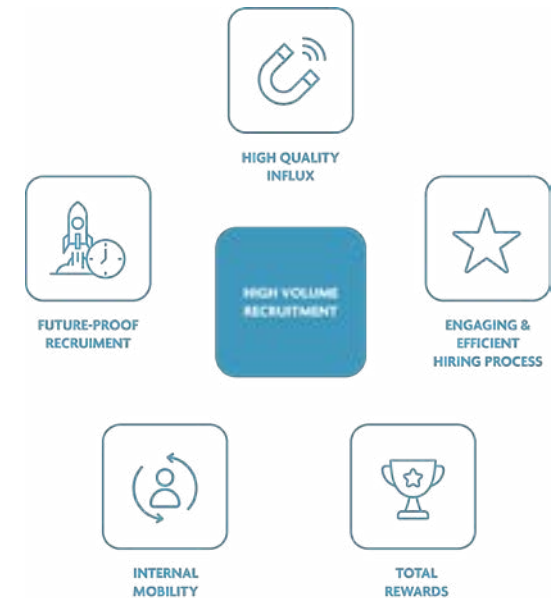 HIGH QUALITY
INFLUX
HIGH VOLUME
RECRUITMENT
FUTURE-PROOF
RECRUIMENT
ENGAGING &
EFFICIENT
HIRING PROCESS
INTERNAL
MOBILITY
TOTAL
REWARDS